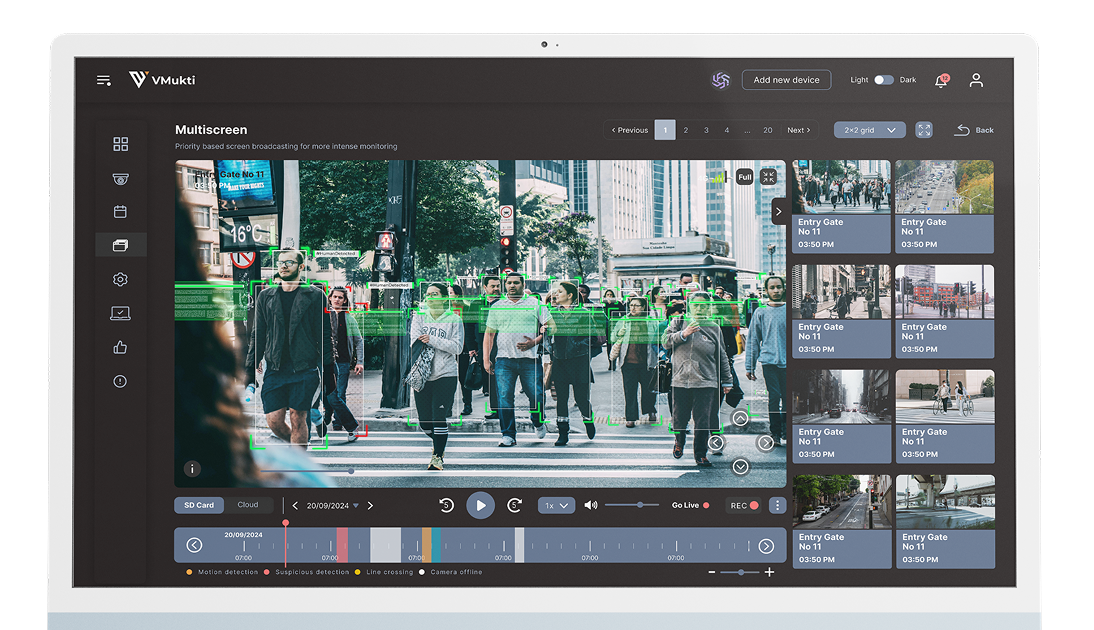 VMukti
Add new device
Light
Dark
Multiscreen
Priority based screen broadcasting for more intense monitoring
< Previous 1 2 3 4 ... 20 Next >
2×2 grid
Back
Entry Gate No 11
03:50 PM
16°C
Full
#HumanDetected
#HumanDetected
Entry Gate
No 11
03:50 PM
Entry Gate
No 11
03:50 PM
Entry Gate
No 11
03:50 PM
Entry Gate
No 11
03:50 PM
Entry Gate
No 11
03:50 PM
Entry Gate
No 11
03:50 PM
Entry Gate
No 11
03:50 PM
Entry Gate
No 11
03:50 PM
SD Card
Cloud
20/09/2024
5
5
1x
Go Live
REC
20/09/2024
07:00 07:00 07:00 07:00 07:00 07:00
Motion detection
Suspicious detection
Line crossing
Camera offline